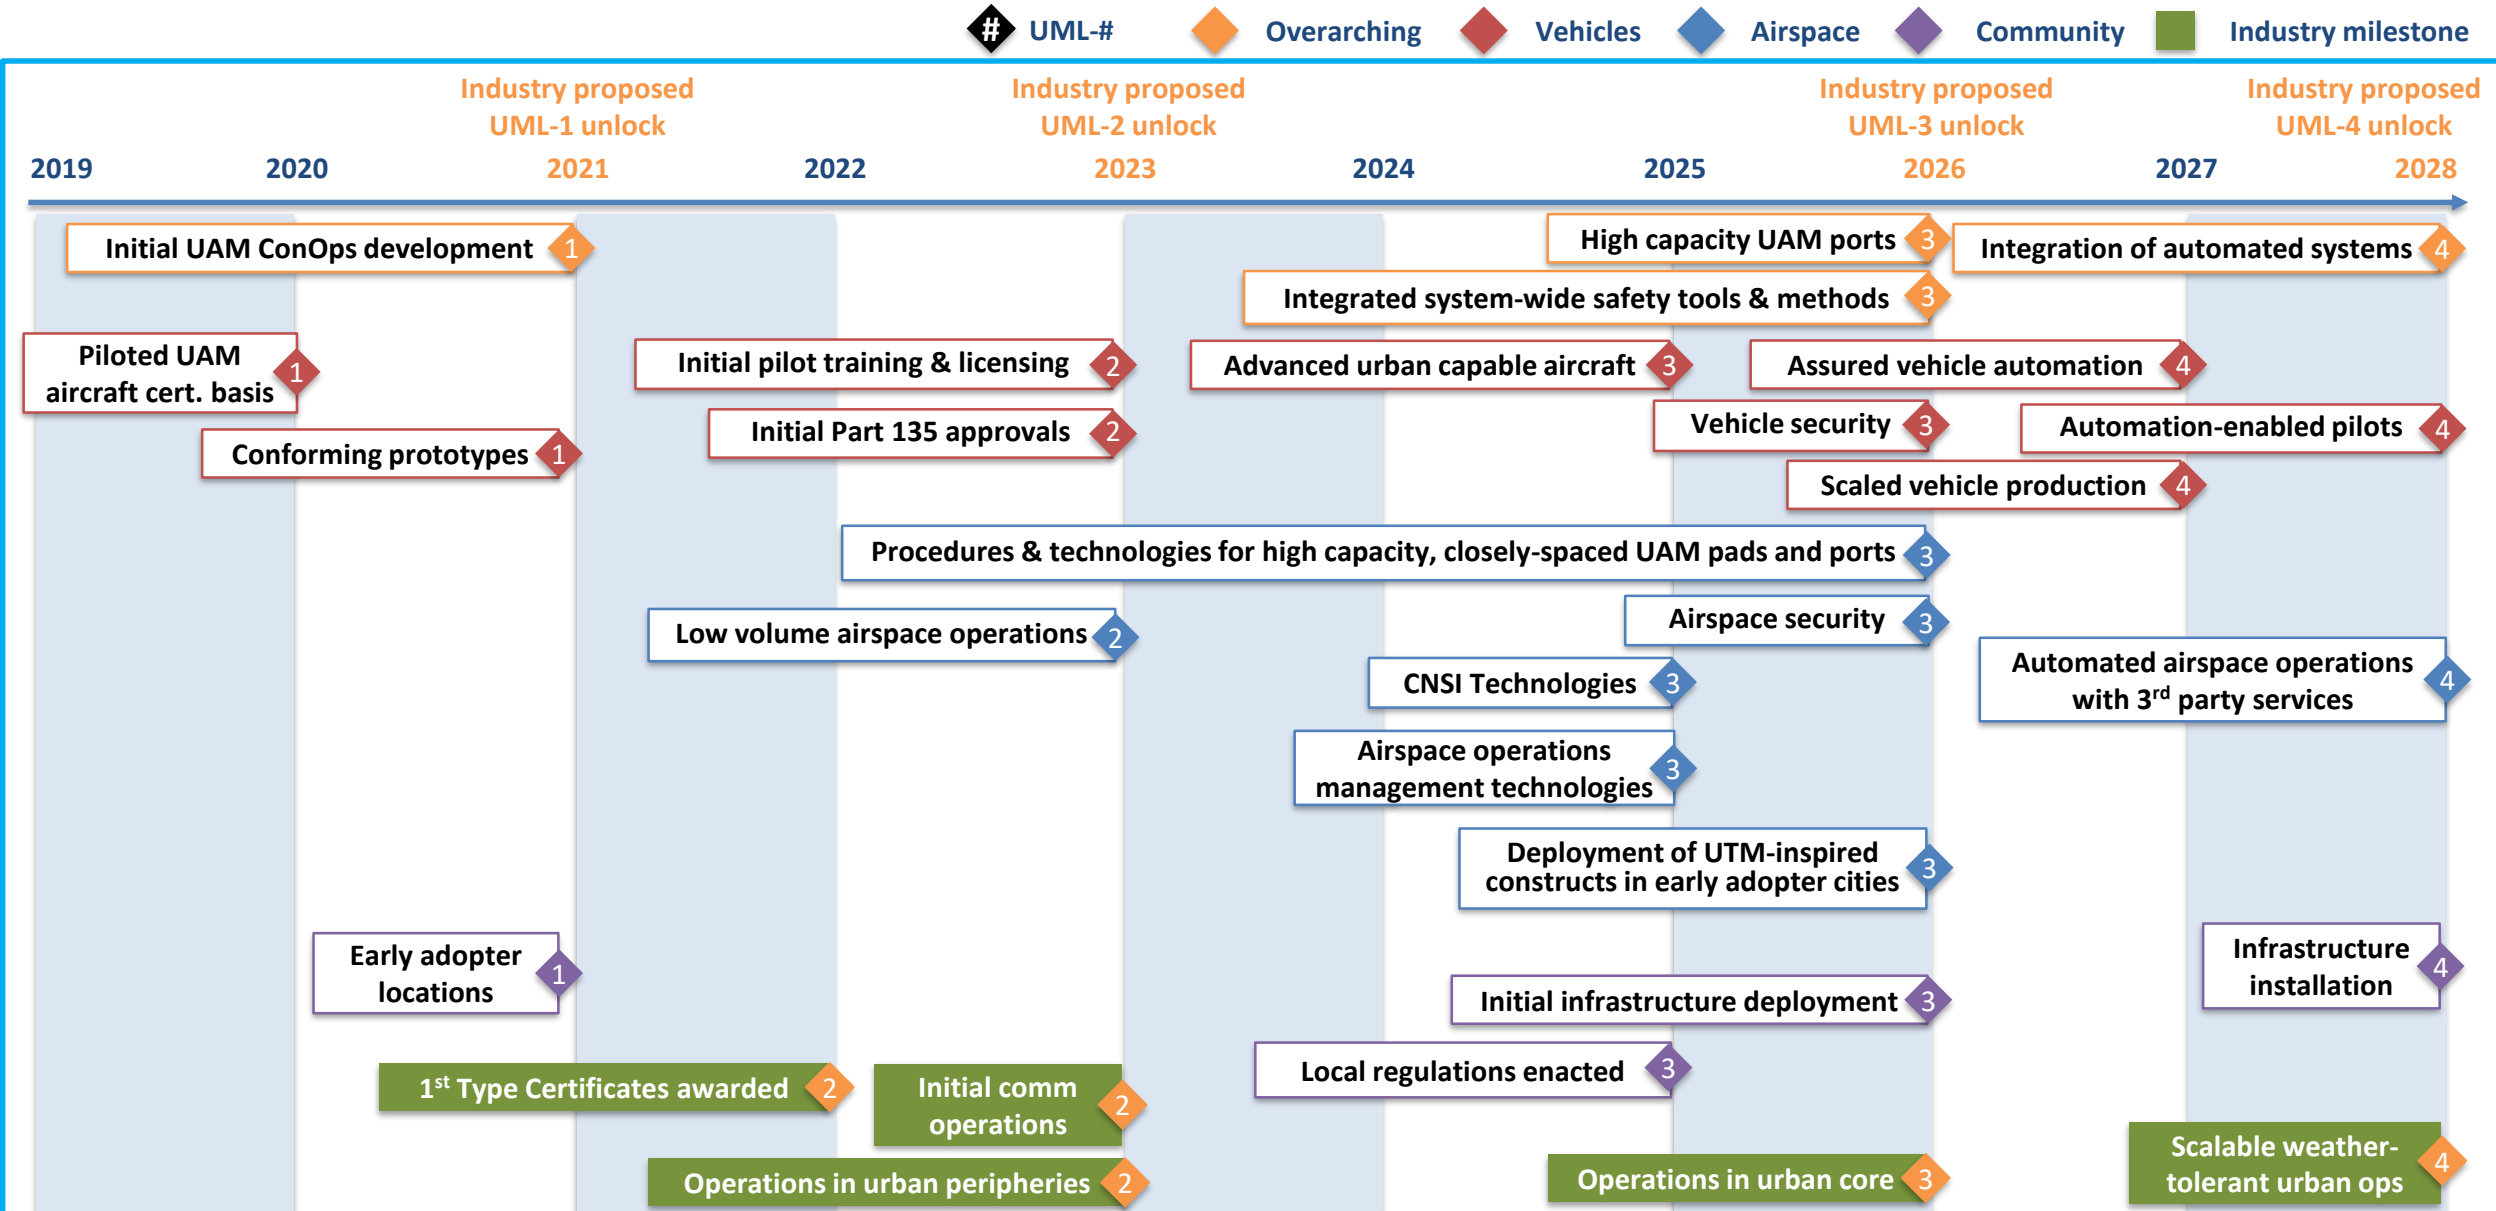 # UML-# Overarching Vehicles Airspace Community Industry milestone
Industry proposed
UML-1 unlock
Industry proposed
UML-2 unlock
Industry proposed
UML-3 unlock
Industry proposed
UML-4 unlock
2019 2020 2021 2022 2023 2024 2025 2026 2027 2028
Initial UAM ConOps development 1
High capacity UAM ports 3
Integration of automated systems 4
Integrated system-wide safety tools & methods 3
Piloted UAM
aircraft cert. basis 1
Initial pilot training & licensing 2
Advanced urban capable aircraft 3
Assured vehicle automation 4
Conforming prototypes 1
Initial Part 135 approvals 2
Vehicle security 3
Automation-enabled pilots 4
Scaled vehicle production 4
Procedures & technologies for high capacity, closely-spaced UAM pads and ports 3
Low volume airspace operations 2
Airspace security 3
CNSI Technologies 3
Automated airspace operations
with 3rd party services 4
Airspace operations
management technologies 3
Deployment of UTM-inspired
constructs in early adopter cities 3
Early adopter
locations 1
Initial infrastructure deployment 3
Infrastructure
installation 4
Local regulations enacted 3
1st Type Certificates awarded 2
Initial comm
operations 2
Operations in urban peripheries 2
Operations in urban core 3
Scalable weather-
tolerant urban ops 4